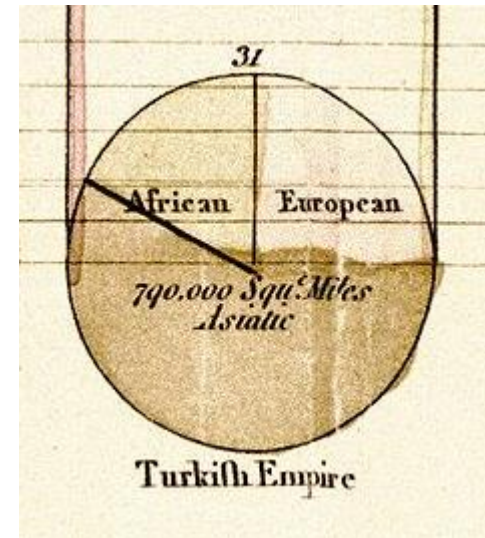 31
African European
790.000 Squ. Miles
Asiatic
Turkiſh Empire